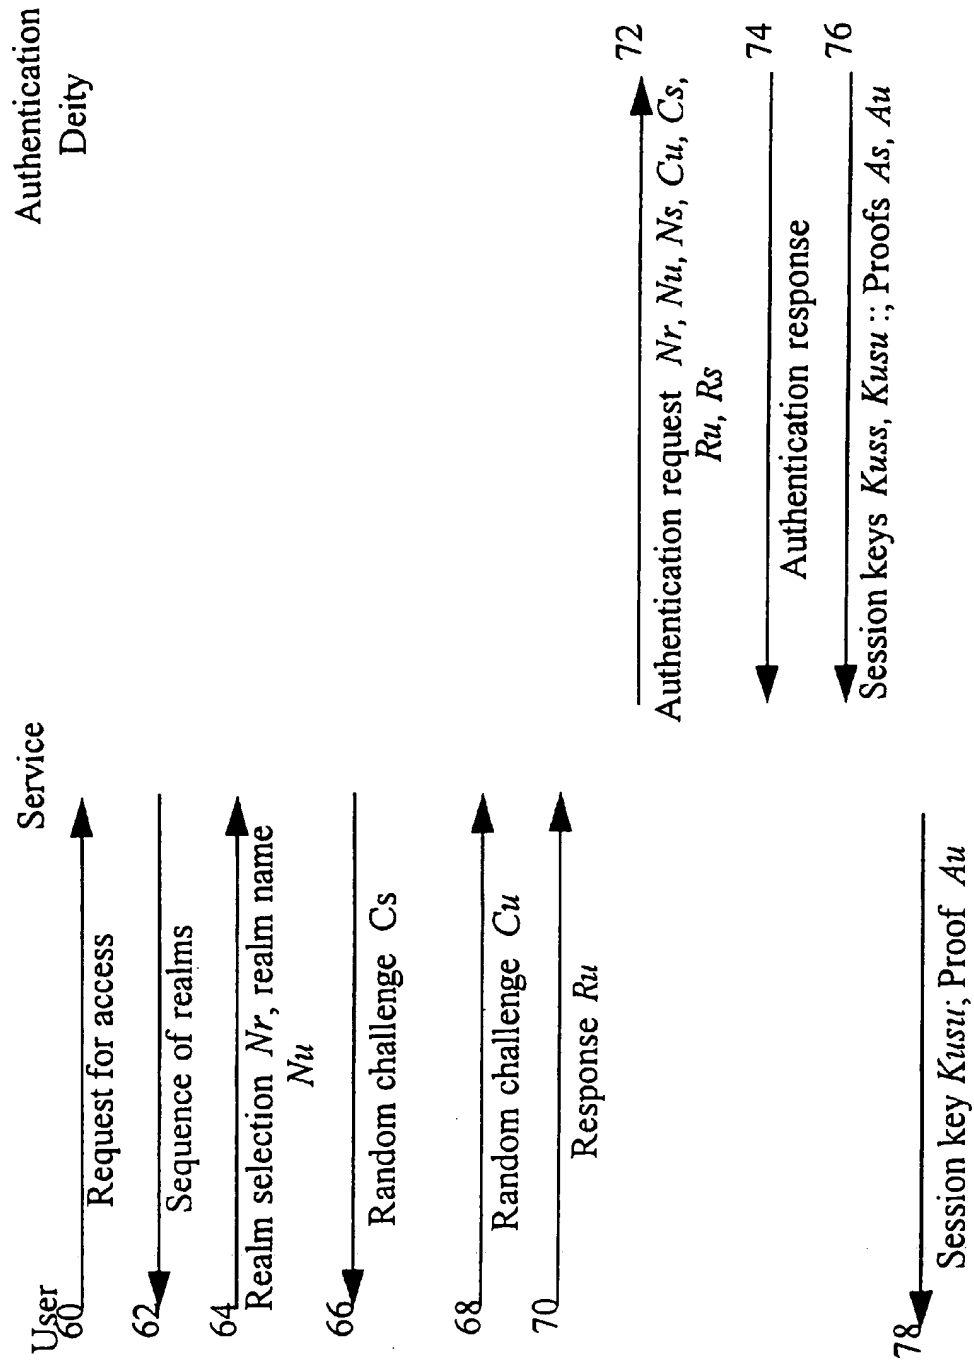 User
Service
Authentication
Deity
60
Request for access
62
Sequence of realms
64
Realm selection Nr, realm name
Nu
66
Random challenge Cs
68
Random challenge Cu
70
Response Ru
72
Authentication request Nr, Nu, Ns, Cu, Cs,
Ru, Rs
74
Authentication response
76
Session keys Kuss, Kusu :; Proofs As, Au
78
Session key Kusu; Proof Au